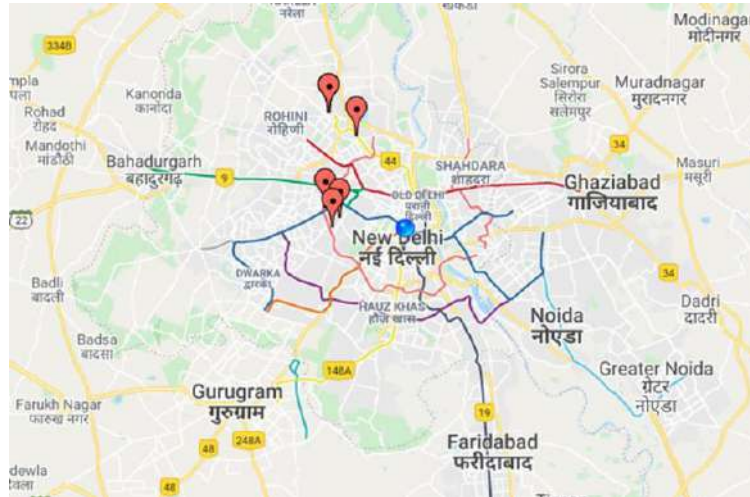 नरेला
खेकड़ा
Modinagar
मोदीनगर
334B
Kanonda
कानोदा
Rohad
रोहद
Mandothi
मांडौठी
ROHINI
रोहिणी
Sirora
Salempur
सिरोरा
सलेमपुर
Muradnagar
मुरादनगर
34
44
Bahadurgarh
बहादुरगढ़
9
SHAHDARA
शाहदरा
Masuri
मसूरी
Ghaziabad
गाजियाबाद
OLD DELHI
पुरानी
दिल्ली
22
New Delhi
नई दिल्ली
DWARKA
द्वारका
34
Badli
बादली
HAUZ KHAS
हौज़ खास
Noida
नोएडा
Dadri
दादरी
Badsa
बादसा
148A
Greater Noida
ग्रेटर
नोएडा
Gurugram
गुरुग्राम
Farukh Nagar
फारुख नगर
19
248A
48
48
Faridabad
फरीदाबाद